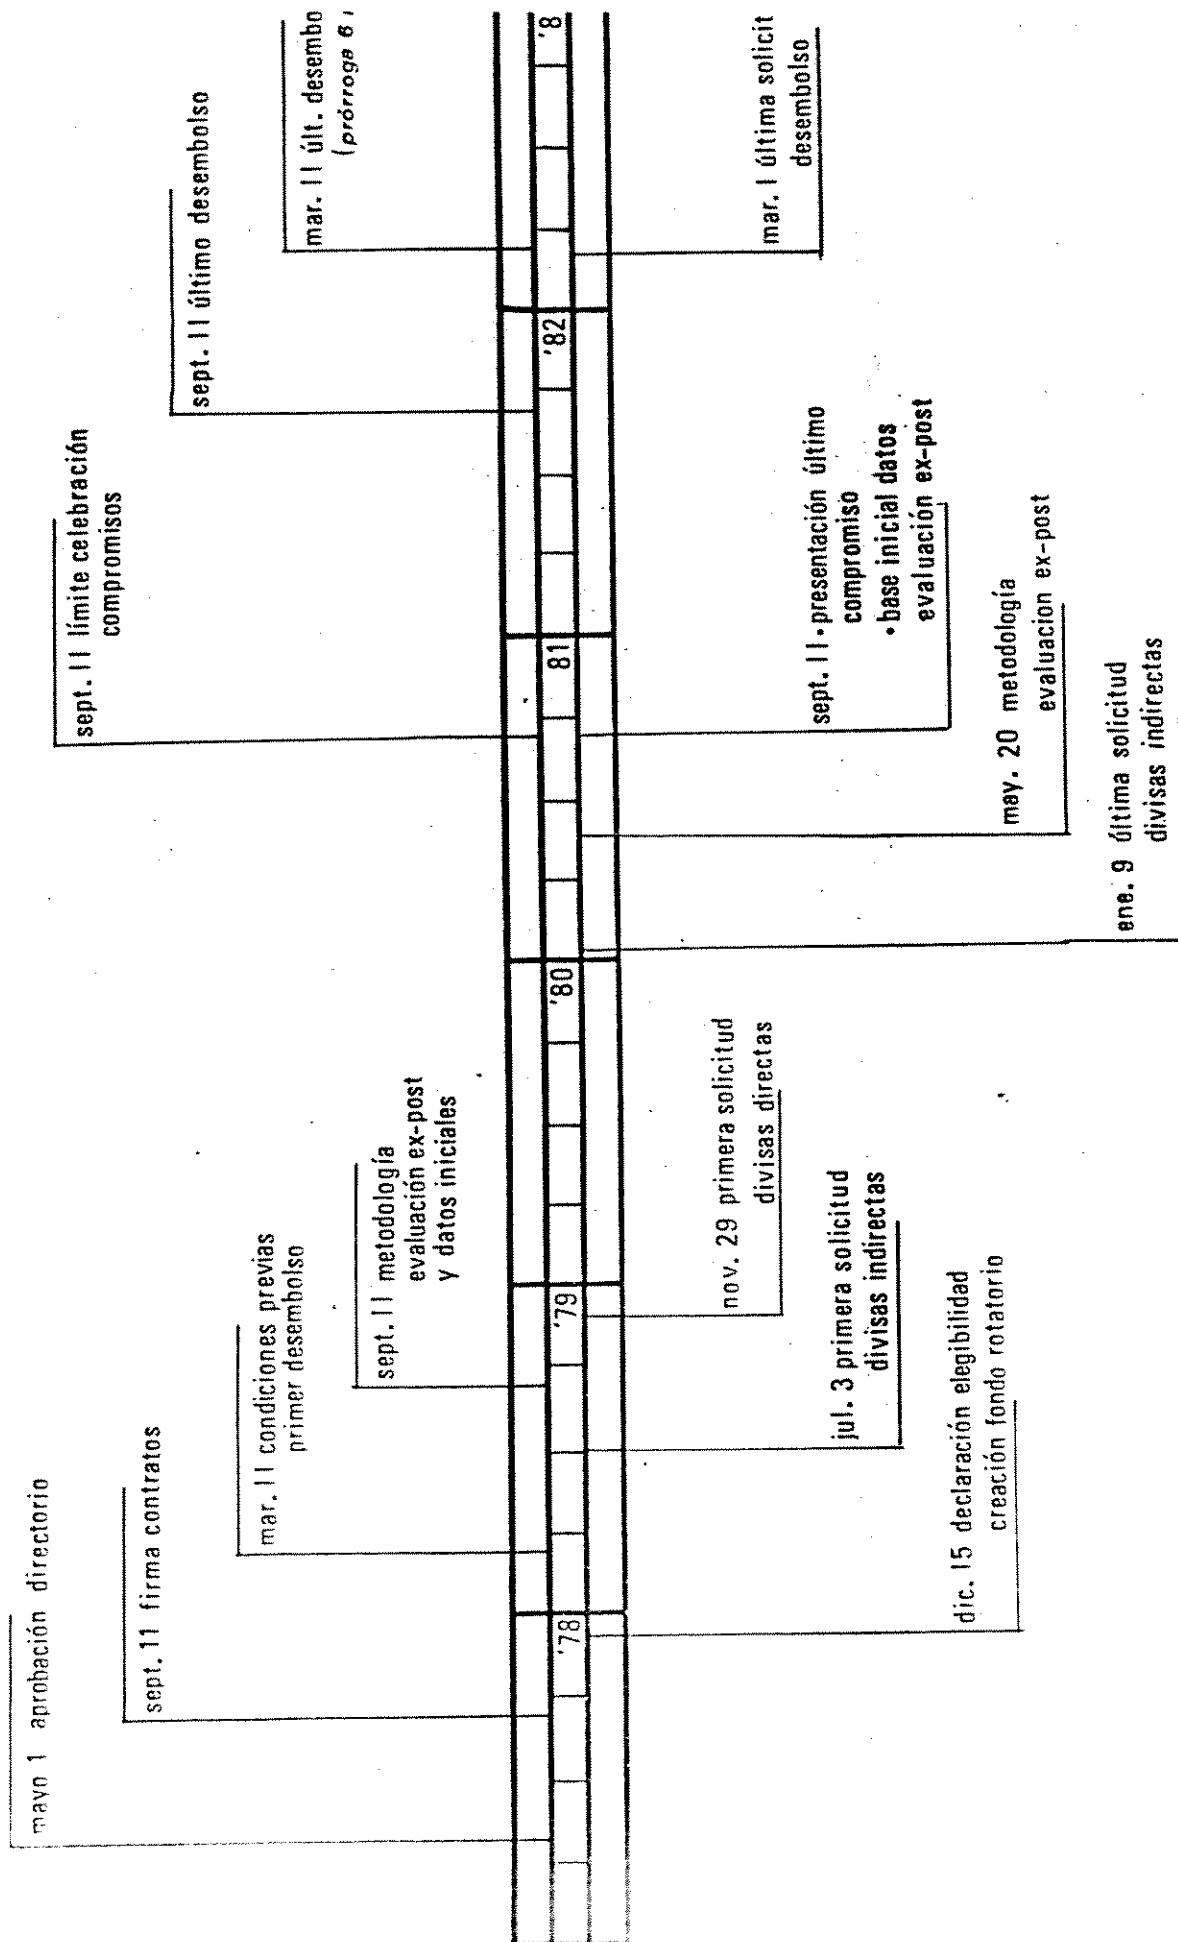 mayo 1 aprobación directorio
sept. 11 firma contratos
mar. 11 condiciones previas
primer desembolso
sept. 11 metodología
evaluación ex-post
y datos iniciales
sept. 11 límite celebración
compromisos
sept. 11 último desembolso
mar. 11 últ. desembo
(prórroga 6
'78
'79
'80
81
'82
'8
dic. 15 declaración elegibilidad
creación fondo rotatorio
jul. 3 primera solicitud
divisas indirectas
nov. 29 primera solicitud
divisas directas
ene. 9 última solicitud
divisas indirectas
may. 20 metodología
evaluacion ex-post
sept. 11 • presentación último
compromiso
• base inicial datos
evaluación ex-post
mar. 1 última solicit
desembolso